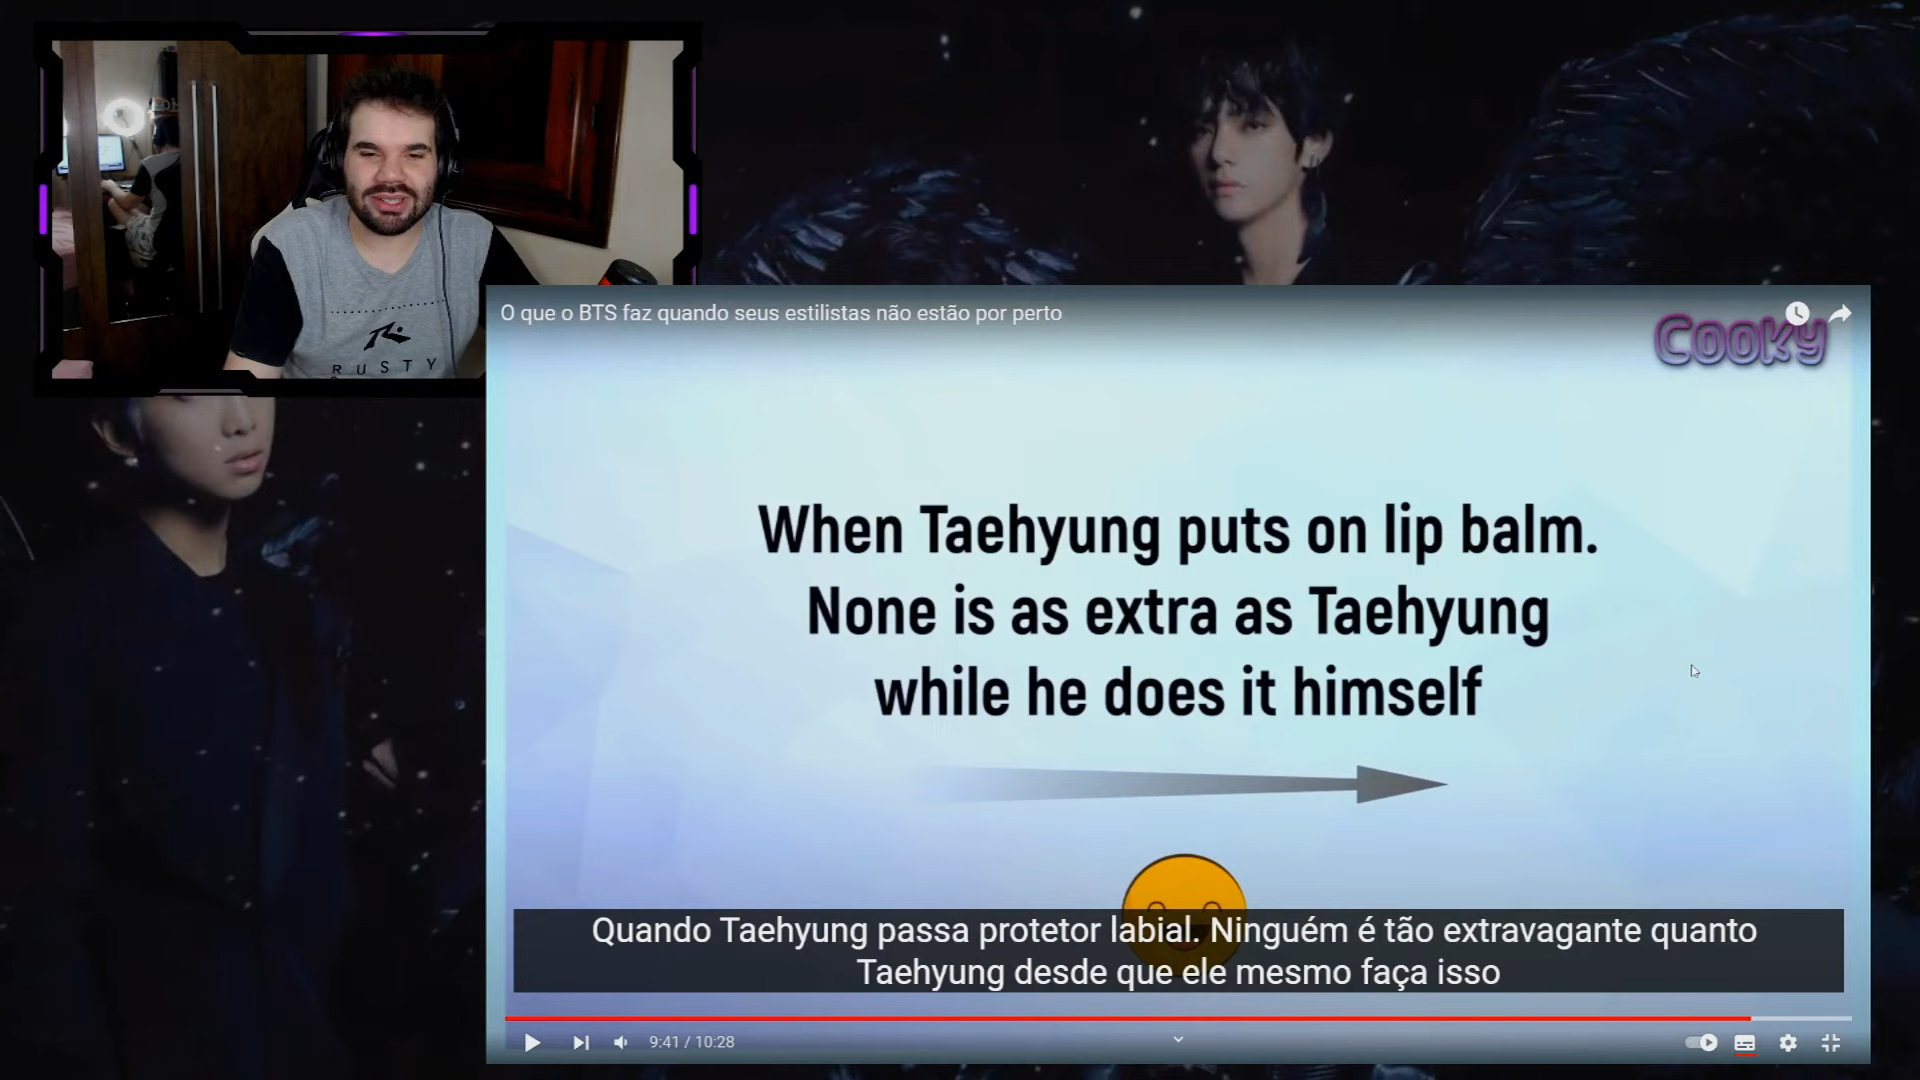 RUSTY
O que o BTS faz quando seus estilistas não estão por perto
Cooky
When Taehyung puts on lip balm.
None is as extra as Taehyung
while he does it himself
Quando Taehyung passa protetor labial. Ninguém é tão extravagante quanto
Taehyung desde que ele mesmo faça isso
9:41 / 10:28